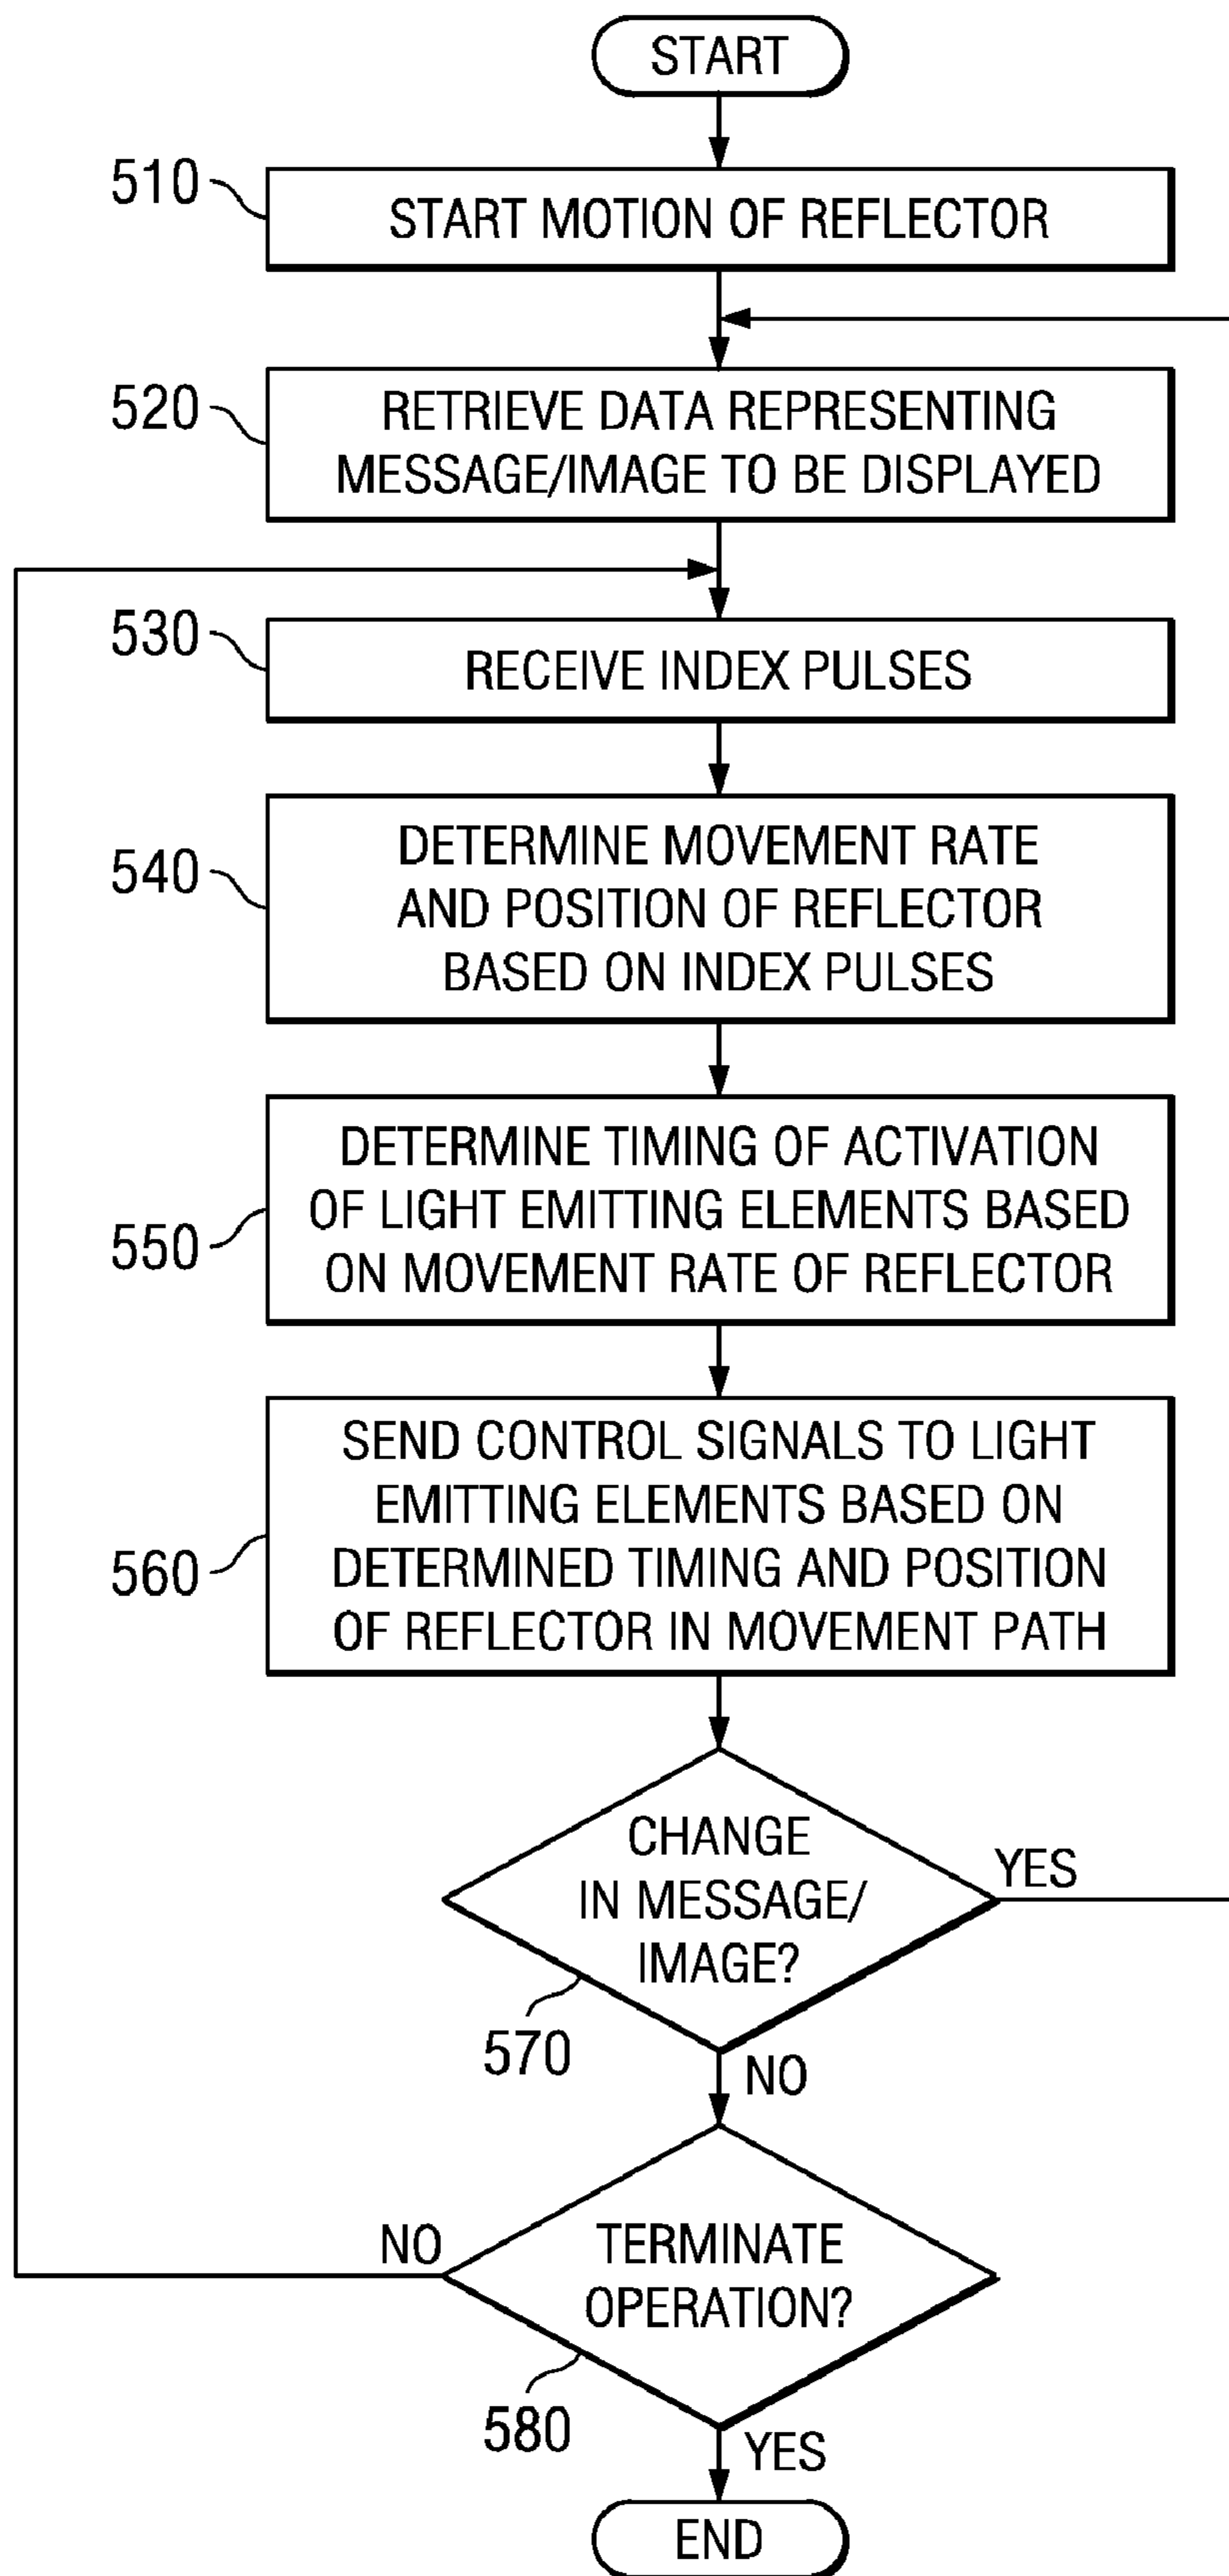 START
510
START MOTION OF REFLECTOR
520
RETRIEVE DATA REPRESENTING
MESSAGE/IMAGE TO BE DISPLAYED
530
RECEIVE INDEX PULSES
540
DETERMINE MOVEMENT RATE
AND POSITION OF REFLECTOR
BASED ON INDEX PULSES
550
DETERMINE TIMING OF ACTIVATION
OF LIGHT EMITTING ELEMENTS BASED
ON MOVEMENT RATE OF REFLECTOR
560
SEND CONTROL SIGNALS TO LIGHT
EMITTING ELEMENTS BASED ON
DETERMINED TIMING AND POSITION
OF REFLECTOR IN MOVEMENT PATH
CHANGE
IN MESSAGE/
IMAGE?
YES
570
NO
TERMINATE
OPERATION?
NO
580
YES
END